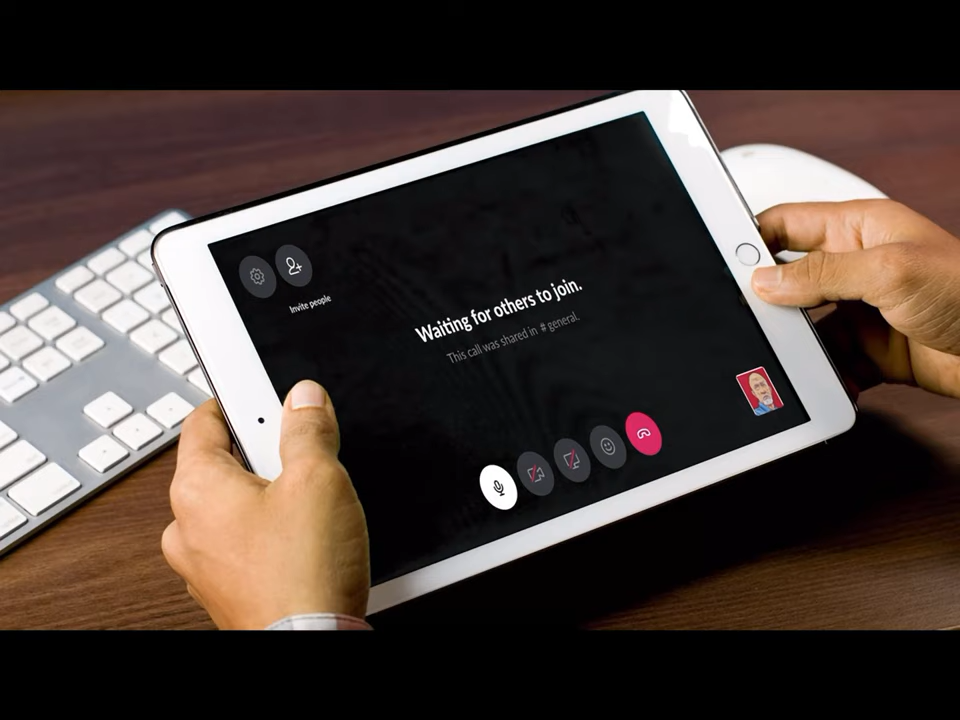 Invite people
Waiting for others to join.
This call was shared in # general.